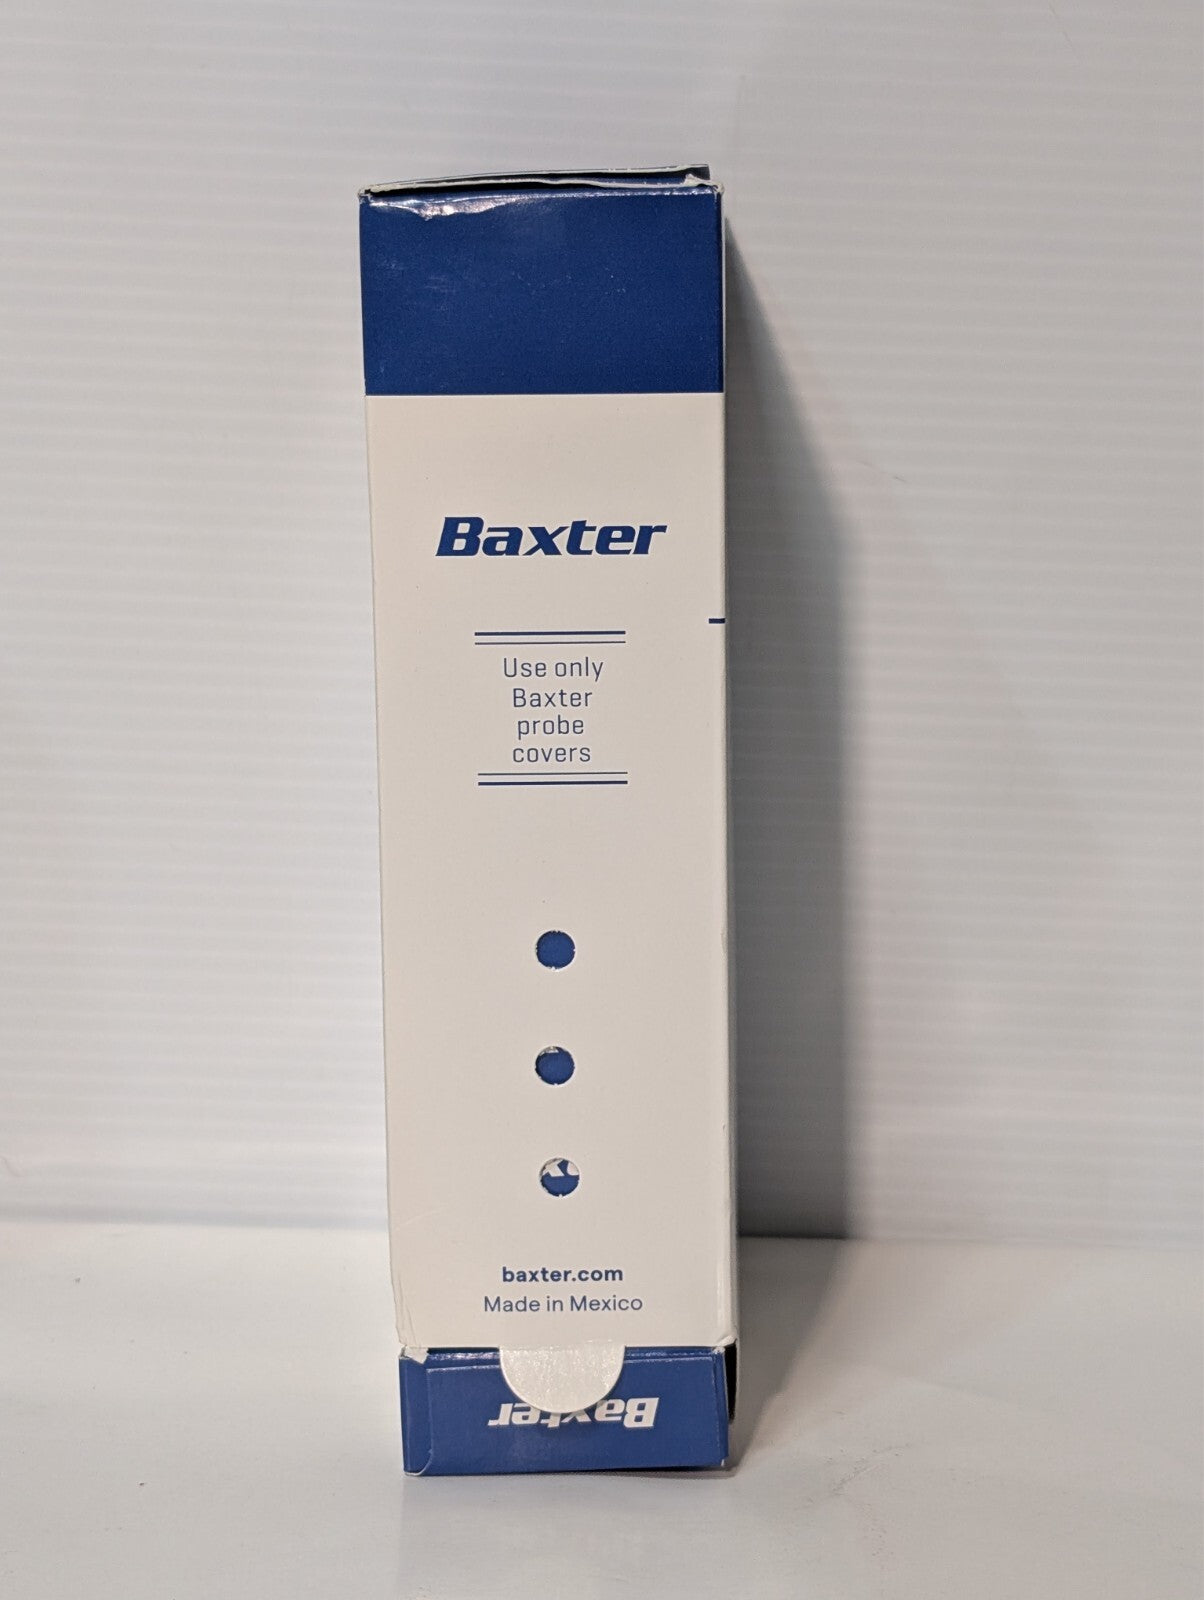 Baxter
Use only
Baxter
probe
covers
baxter.com
Made in Mexico
Baxter